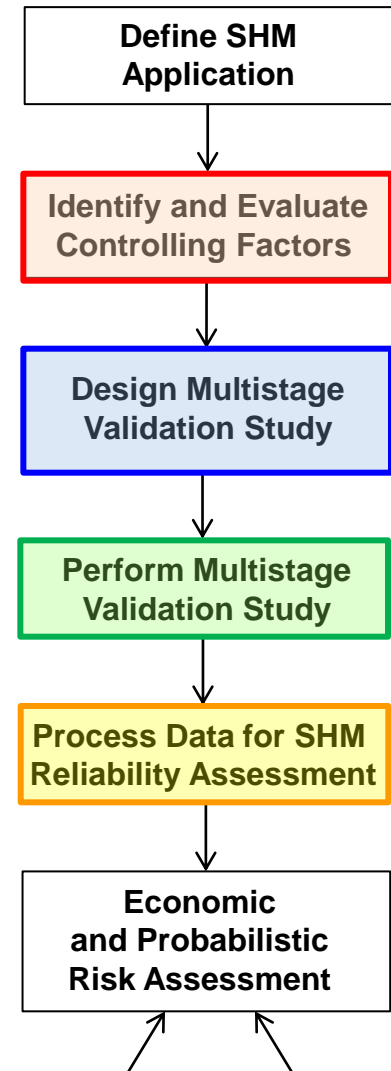 Define SHM
Application
Identify and Evaluate
Controlling Factors
Design Multistage
Validation Study
Perform Multistage
Validation Study
Process Data for SHM
Reliability Assessment
Economic
and Probabilistic
Risk Assessment